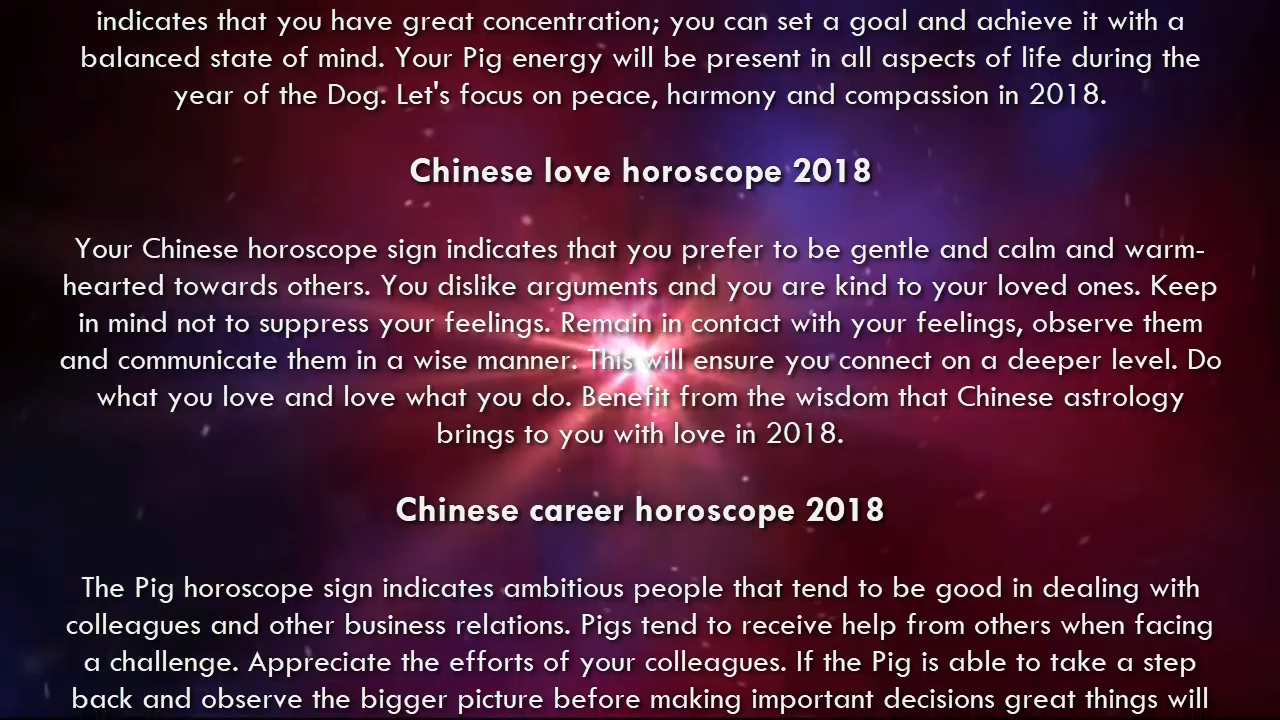 indicates that you have great concentration; you can set a goal and achieve it with a
balanced state of mind. Your Pig energy will be present in all aspects of life during the
year of the Dog. Let's focus on peace, harmony and compassion in 2018.
Chinese love horoscope 2018
Your Chinese horoscope sign indicates that you prefer to be gentle and calm and warm-
hearted towards others. You dislike arguments and you are kind to your loved ones. Keep
in mind not to suppress your feelings. Remain in contact with your feelings, observe them
and communicate them in a wise manner. This will ensure you connect on a deeper level. Do
what you love and love what you do. Benefit from the wisdom that Chinese astrology
brings to you with love in 2018.
Chinese career horoscope 2018
The Pig horoscope sign indicates ambitious people that tend to be good in dealing with
colleagues and other business relations. Pigs tend to receive help from others when facing
a challenge. Appreciate the efforts of your colleagues. If the Pig is able to take a step
back and observe the bigger picture before making important decisions great things will